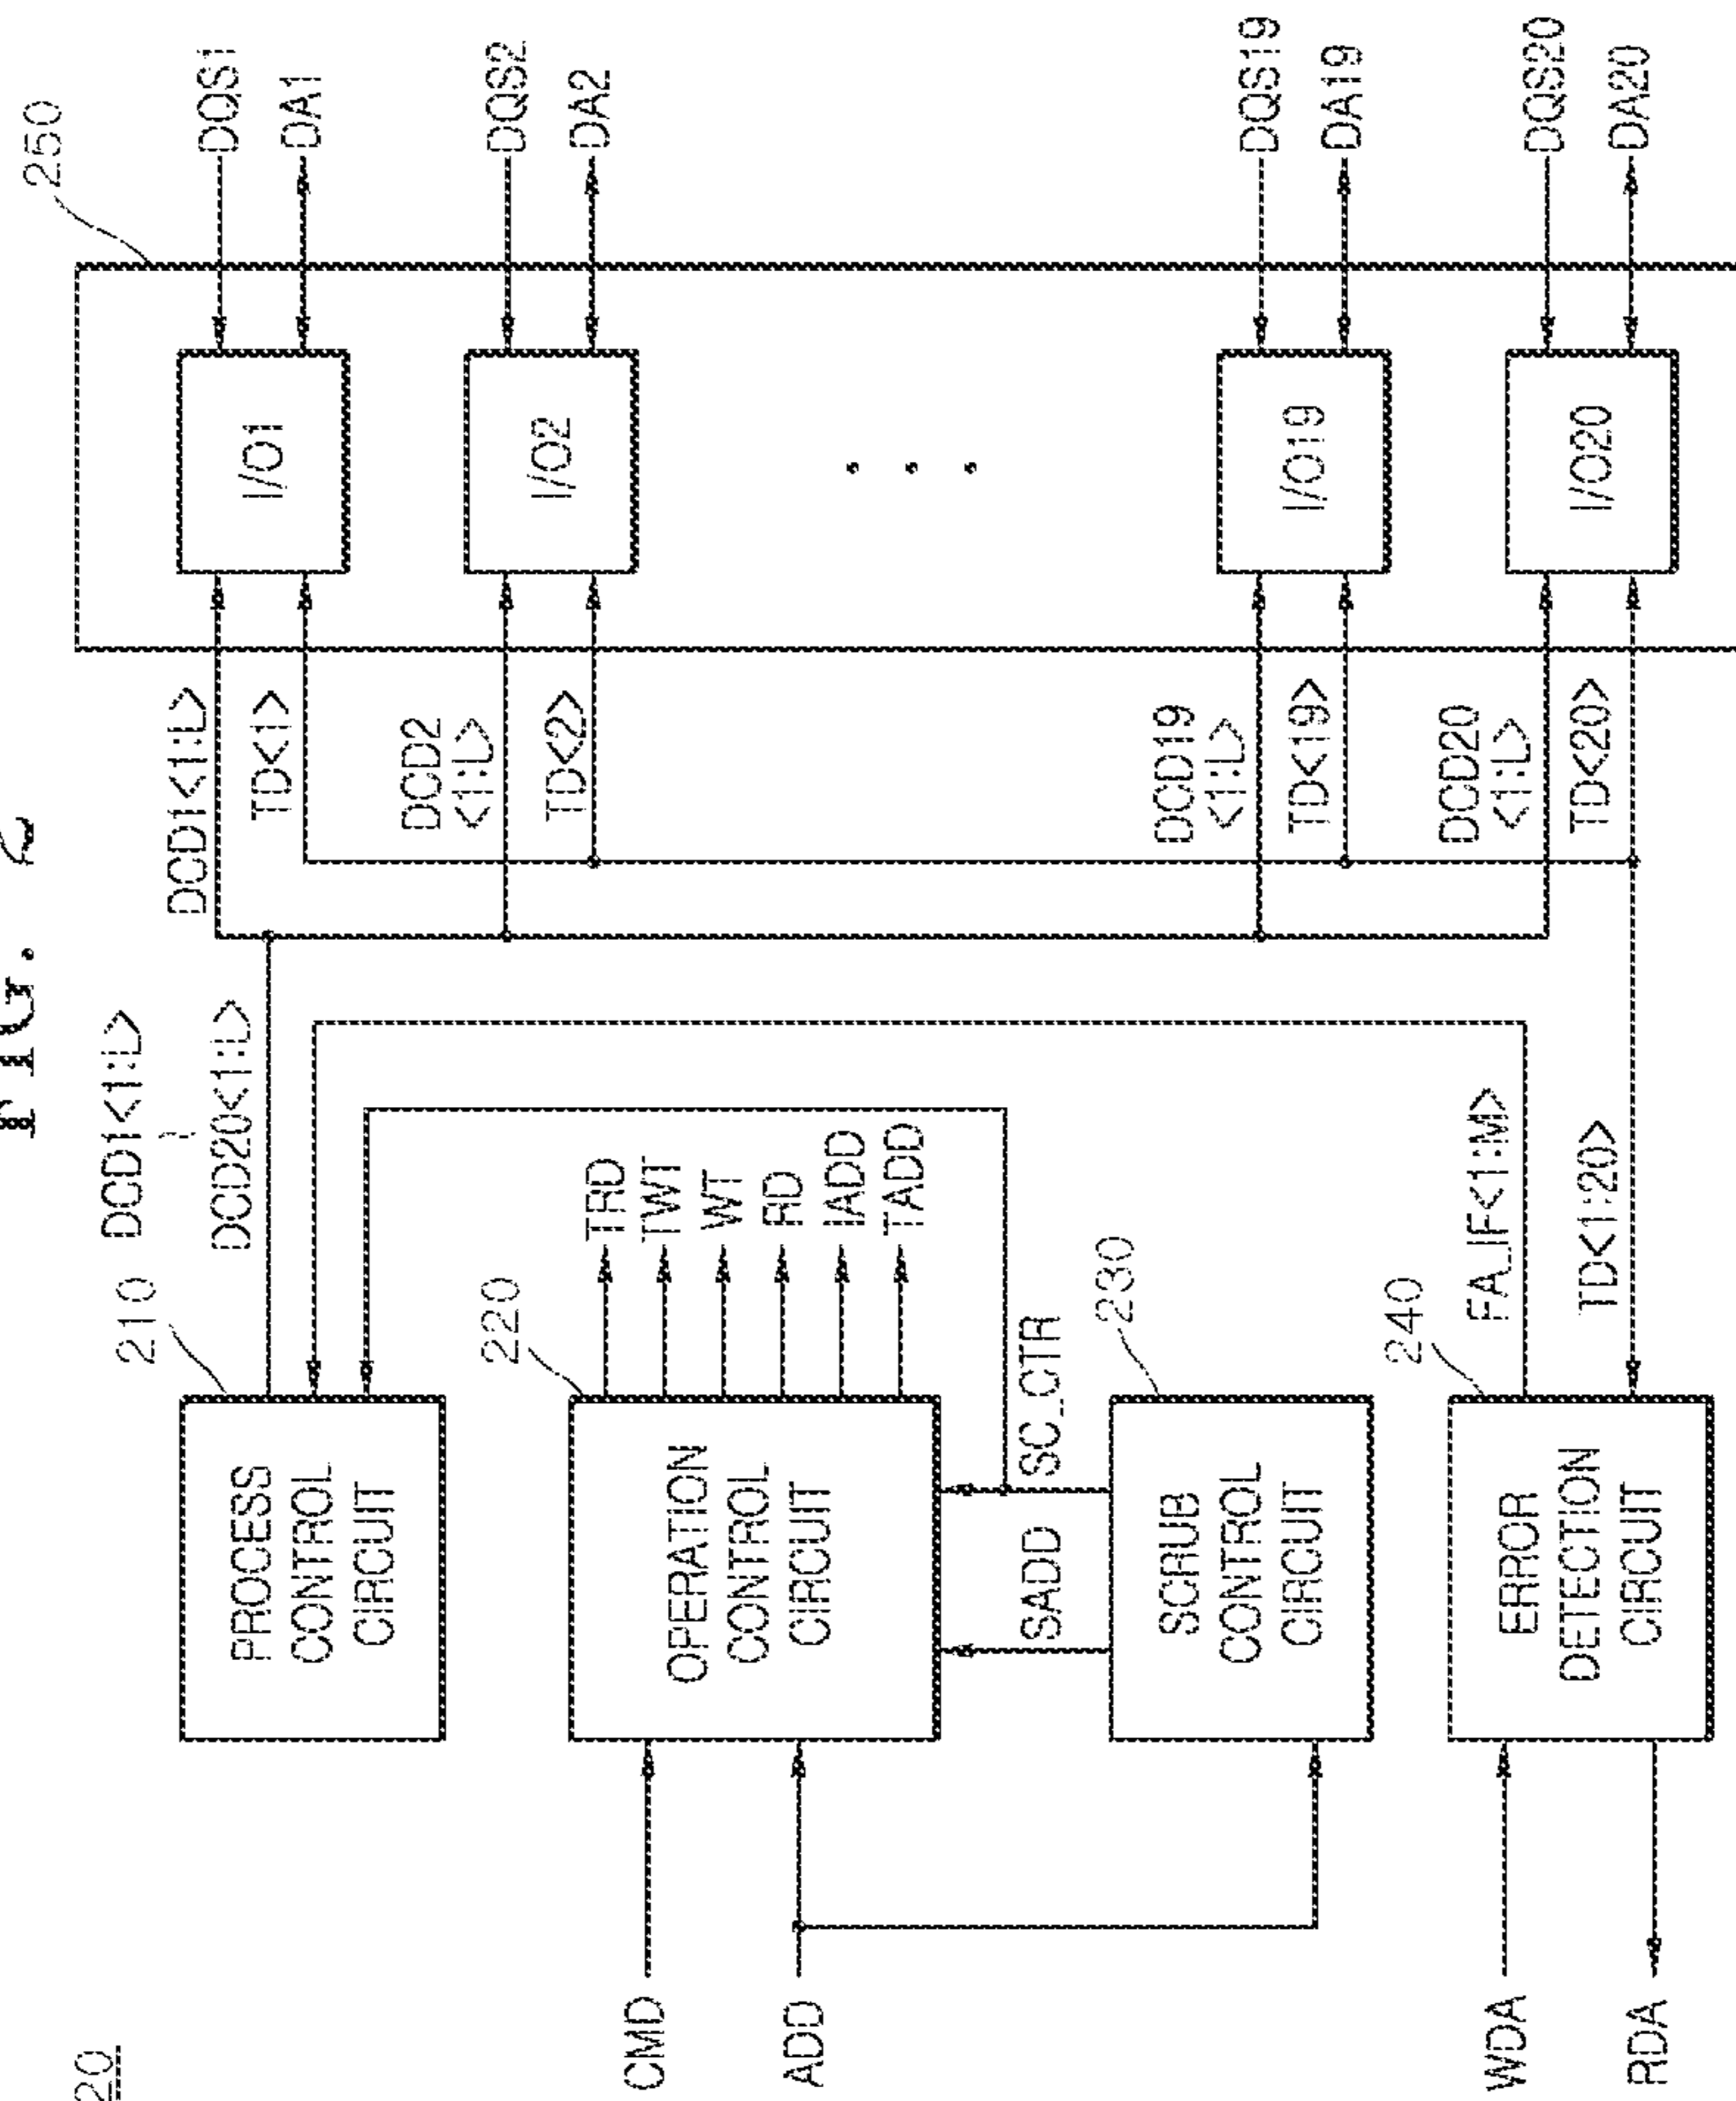 FIG. 2
20
250
DCD1<1:L>
DCD20<1:L>
210
PROCESS
CONTROL
CIRCUIT
220
OPERATION
CONTROL
CIRCUIT
TRD
TWT
WT
RD
IADD
TADD
CMD
ADD
SADD
SC_CTR
230
SCRUB
CONTROL
CIRCUIT
240
ERROR
DETECTION
CIRCUIT
FA_IF<1:M>
TD<1:20>
WDA
RDA
DCD1<1:L>
TD<1>
I/O1
DQS1
DA1
DCD2
<1:L>
TD<2>
I/O2
DQS2
DA2
. . .
DCD19
<1:L>
TD<19>
I/O19
DQS19
DA19
DCD20
<1:L>
TD<20>
I/O20
DQS20
DA20